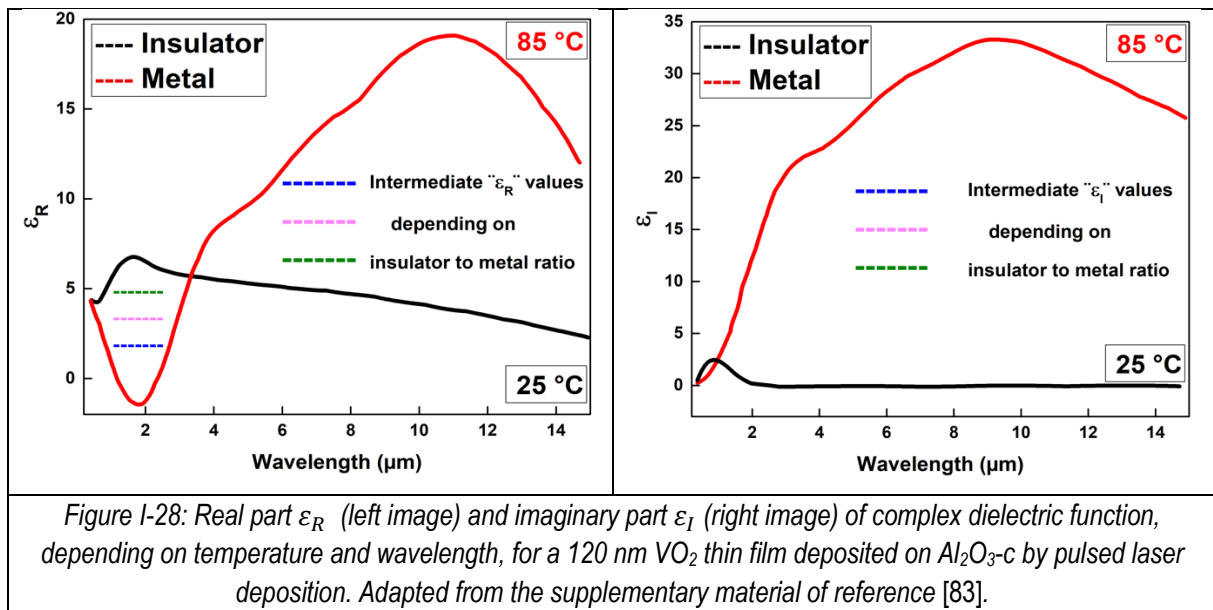 Insulator
Metal
85 °C
Intermediate ¨εR¨ values
depending on
insulator to metal ratio
25 °C
20
15
10
5
0
εR
2
4
6
8
10
12
14
Wavelength (µm)
Insulator
Metal
85 °C
Intermediate ¨εI¨ values
depending on
insulator to metal ratio
25 °C
35
30
25
20
15
10
5
0
εI
2
4
6
8
10
12
14
Wavelength (µm)
Figure I-28: Real part εR (left image) and imaginary part εI (right image) of complex dielectric function,
depending on temperature and wavelength, for a 120 nm VO2 thin film deposited on Al2O3-c by pulsed laser
deposition. Adapted from the supplementary material of reference [83].